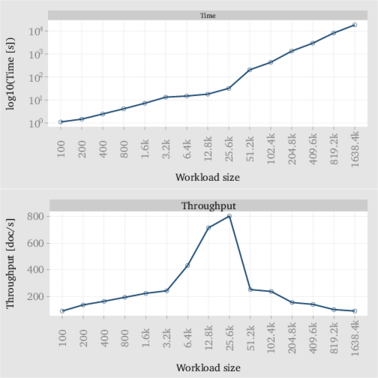 Time
log10(Time [s])
10⁴
10³
10²
10¹
10⁰
100 200 400 800 1.6k 3.2k 6.4k 12.8k 25.6k 51.2k 102.4k 204.8k 409.6k 819.2k 1638.4k
Workload size
Throughput
Throughput [doc/s]
800
600
400
200
100 200 400 800 1.6k 3.2k 6.4k 12.8k 25.6k 51.2k 102.4k 204.8k 409.6k 819.2k 1638.4k
Workload size